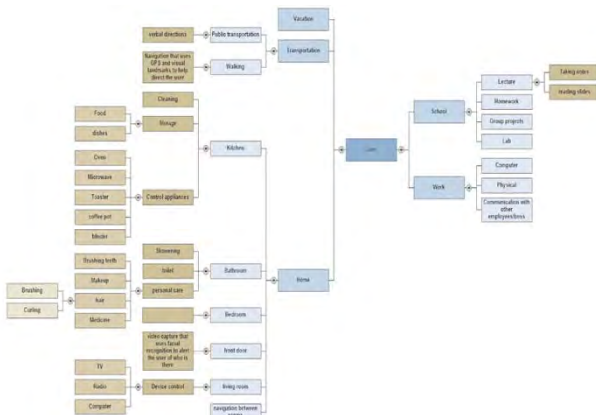 Vacation
verbal directions
Public transportation
Transportation
Navigation that uses
GPS and visual
landmarks to help
direct the user
Walking
Cleaning
Food
dishes
Storage
Kitchen
Oven
Microwave
Toaster
coffee pot
blender
Control appliances
Showering
toilet
personal care
Bathroom
Brushing teeth
Makeup
Hair
Medicine
Brushing
Curling
Home
Bedroom
video capture that
uses facial
recognition to alert
the user of who is
there
front door
TV
Radio
Computer
Device control
living room
navigation between
School
Lecture
Taking notes
reading slides
Homework
Group projects
Lab
Work
Computer
Physical
Communication with
other
employees/boss